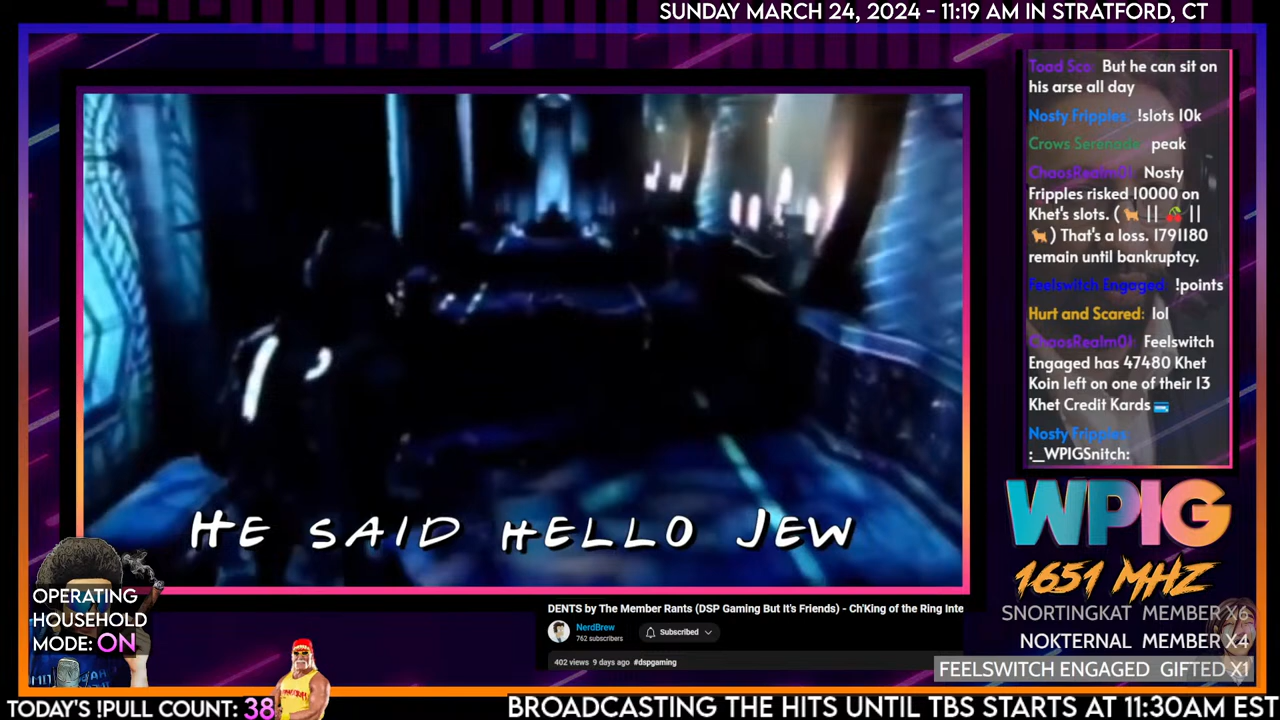 SUNDAY MARCH 24, 2024 - 11:19 AM IN STRATFORD, CT
Toad Sco: But he can sit on
his arse all day
Nosty Fripples: !slots 10k
Crows Serenade: peak
ChaosRealm01: Nosty
Fripples risked 10000 on
Khet's slots. ( 🐕 || 🍒 ||
🐕 ) That's a loss. 1791180
remain until bankruptcy.
Feelswitch Engaged: !points
Hurt and Scared: lol
ChaosRealm01: Feelswitch
Engaged has 47480 Khet
Koin left on one of their 13
Khet Credit Kards 💳
Nosty Fripples:
:_WPIGSnitch:
HE SAID HELLO JEW
WPIG
1651 MHZ
OPERATING
HOUSEHOLD
MODE: ON
DENTS by The Member Rants (DSP Gaming But It's Friends) - Ch'King of the Ring Inte
NerdBrew
762 subscribers
Subscribed
402 views 9 days ago #dspgaming
SNORTINGKAT MEMBER X6
NOKTERNAL MEMBER X4
FEELSWITCH ENGAGED GIFTED X1
TODAY'S !PULL COUNT: 38
BROADCASTING THE HITS UNTIL TBS STARTS AT 11:30AM EST